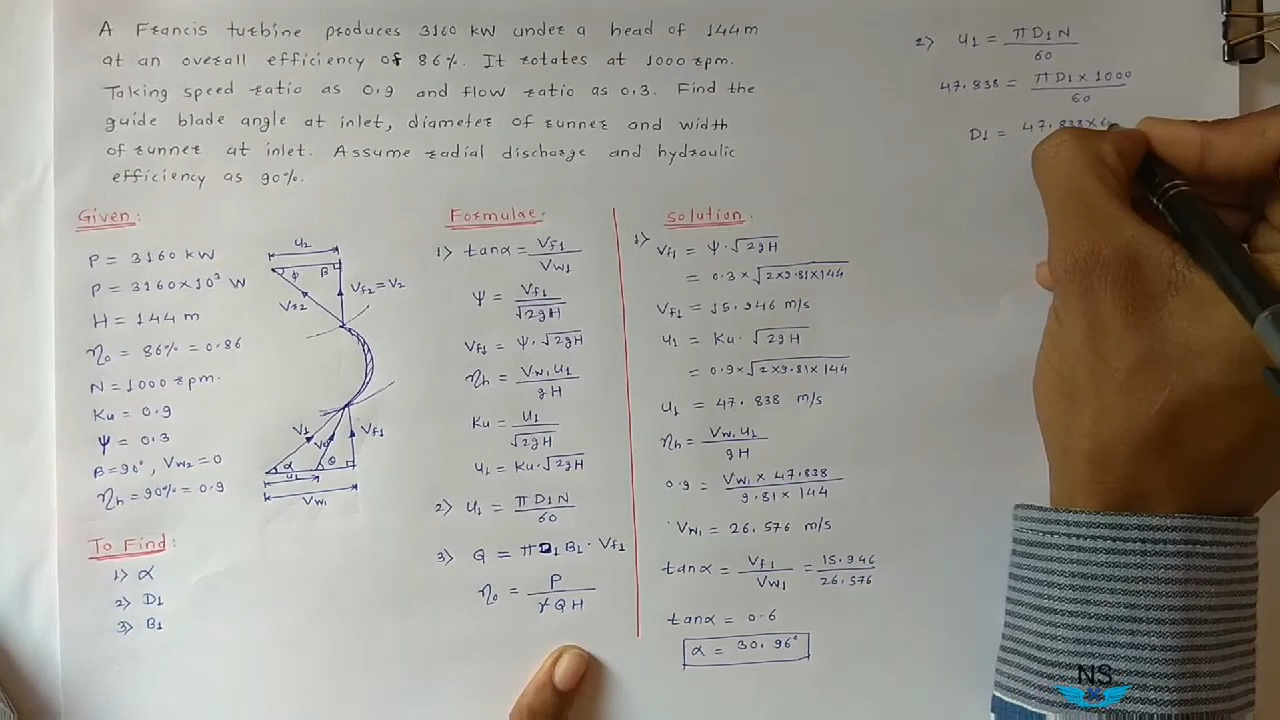 A Francis turbine produces 3160 kW under a head of 144m
at an overall efficiency of 86%. It rotates at 1000 rpm.
Taking speed ratio as 0.9 and flow ratio as 0.3. Find the
guide blade angle at inlet, diameter of runner and width
of runner at inlet. Assume radial discharge and hydraulic
efficiency as 90%.
Given:
P = 3160 kW
P = 3160×10³ W
H = 144 m
η₀ = 86% = 0.86
N = 1000 rpm.
Ku = 0.9
ψ = 0.3
β = 90°, Vw2 = 0
ηh = 90% = 0.9
To Find:
1) α
2) D1
3) B1
u2
φ
β
Vr2
Vf2 = V2
V1
Vf1
α
θ
u1
Vw1
Formulae:
1) tanα = Vf1 / Vw1
ψ = Vf1 / √2gH
Vf1 = ψ.√2gH
ηh = Vw1 u1 / gH
Ku = u1 / √2gH
u1 = Ku.√2gH
2) u1 = π D1 N / 60
3) Q = π D1 B1 . Vf1
η₀ = P / γ Q H
Solution.
1) Vf1 = ψ.√2gH
= 0.3 × √2×9.81×144
Vf1 = 15.946 m/s
u1 = Ku. √2gH
= 0.9×√2×9.81×144
u1 = 47.838 m/s
ηh = Vw1 u1 / gH
0.9 = Vw1 × 47.838 / 9.81 × 144
Vw1 = 26.576 m/s
tanα = Vf1 / Vw1 = 15.946 / 26.576
tanα = 0.6
α = 30.96°
2) u1 = π D1 N / 60
47.838 = π D1 × 1000 / 60
D1 = 47.838×6
NS